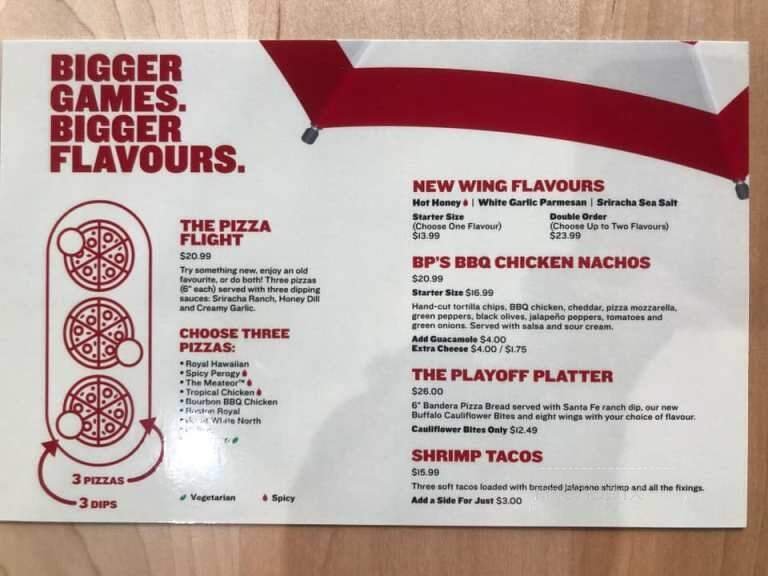 BIGGER
GAMES.
BIGGER
FLAVOURS.
THE PIZZA
FLIGHT
$20.99
Try something new, enjoy an old
favourite, or do both! Three pizzas
(6" each) served with three dipping
sauces: Sriracha Ranch, Honey Dill
and Creamy Garlic.
CHOOSE THREE
PIZZAS:
• Royal Hawaiian
• Spicy Perogy
• The Meateor™
• Tropical Chicken
• Bourbon BBQ Chicken
• Boston Royal
White North
3 PIZZAS
3 DIPS
Vegetarian
Spicy
NEW WING FLAVOURS
Hot Honey | White Garlic Parmesan | Sriracha Sea Salt
Starter Size
(Choose One Flavour)
$13.99
Double Order
(Choose Up to Two Flavours)
$23.99
BP'S BBQ CHICKEN NACHOS
$20.99
Starter Size $16.99
Hand-cut tortilla chips, BBQ chicken, cheddar, pizza mozzarella,
green peppers, black olives, jalapeño poppers, tomatoes and
green onions. Served with salsa and sour cream.
Add Guacamole $4.00
Extra Cheese $4.00 / $1.75
THE PLAYOFF PLATTER
$26.00
6" Bandera Pizza Bread served with Santa Fe ranch dip, our new
Buffalo Cauliflower Bites and eight wings with your choice of flavour.
Cauliflower Bites Only $12.49
SHRIMP TACOS
$15.99
Three soft tacos loaded with breaded jalapeno shrimp and all the fixings.
Add a Side For Just $3.00